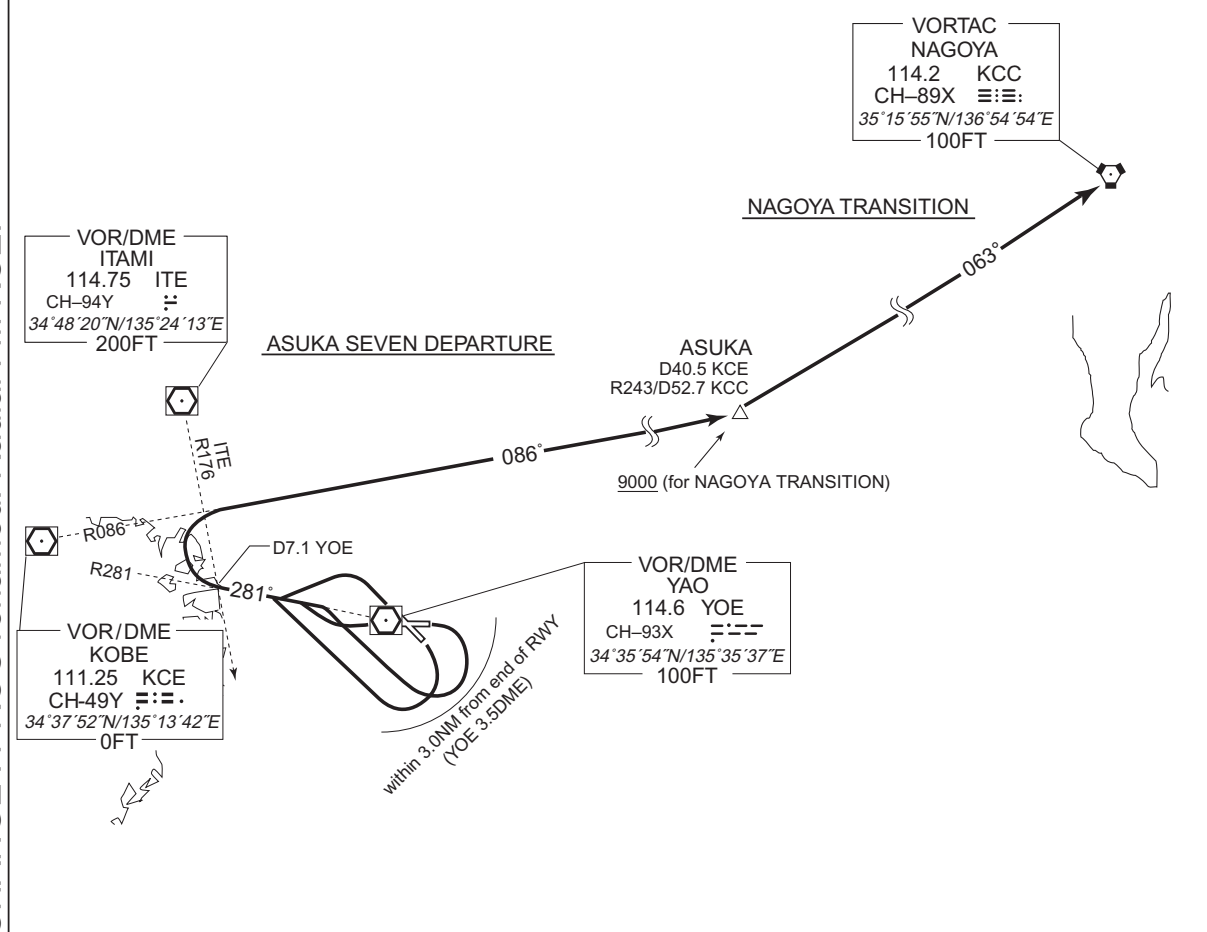 VORTAC
NAGOYA
114.2 KCC
CH–89X
35°15´55˝N/136°54´54˝E
100FT
NAGOYA TRANSITION
063°
VOR/DME
ITAMI
114.75 ITE
CH–94Y
34°48´20˝N/135°24´13˝E
200FT
ASUKA SEVEN DEPARTURE
ASUKA
D40.5 KCE
R243/D52.7 KCC
086°
9000 (for NAGOYA TRANSITION)
ITE
R176
R086
D7.1 YOE
R281
281°
VOR/DME
KOBE
111.25 KCE
CH-49Y
34°37´52˝N/135°13´42˝E
0FT
VOR/DME
YAO
114.6 YOE
CH–93X
34°35´54˝N/135°35´37˝E
100FT
within 3.0NM from end of RWY
(YOE 3.5DME)